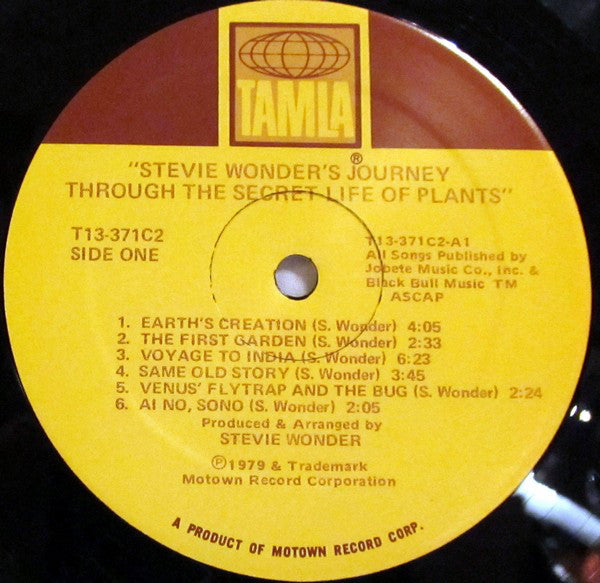 TAMLA
®
"STEVIE WONDER'S JOURNEY
THROUGH THE SECRET LIFE OF PLANTS"
T13-371C2
SIDE ONE
T13-371C2-A1
All Songs Published by
Jobete Music Co., Inc. &
Black Bull Music TM
ASCAP
1. EARTH'S CREATION (S. Wonder) 4:05
2. THE FIRST GARDEN (S. Wonder) 2:33
3. VOYAGE TO INDIA (S. Wonder) 6:23
4. SAME OLD STORY (S. Wonder) 3:45
5. VENUS' FLYTRAP AND THE BUG (S. Wonder) 2:24
6. AI NO, SONO (S. Wonder) 2:05
Produced & Arranged by
STEVIE WONDER
Ⓟ1979 & Trademark
Motown Record Corporation
A PRODUCT OF MOTOWN RECORD CORP.